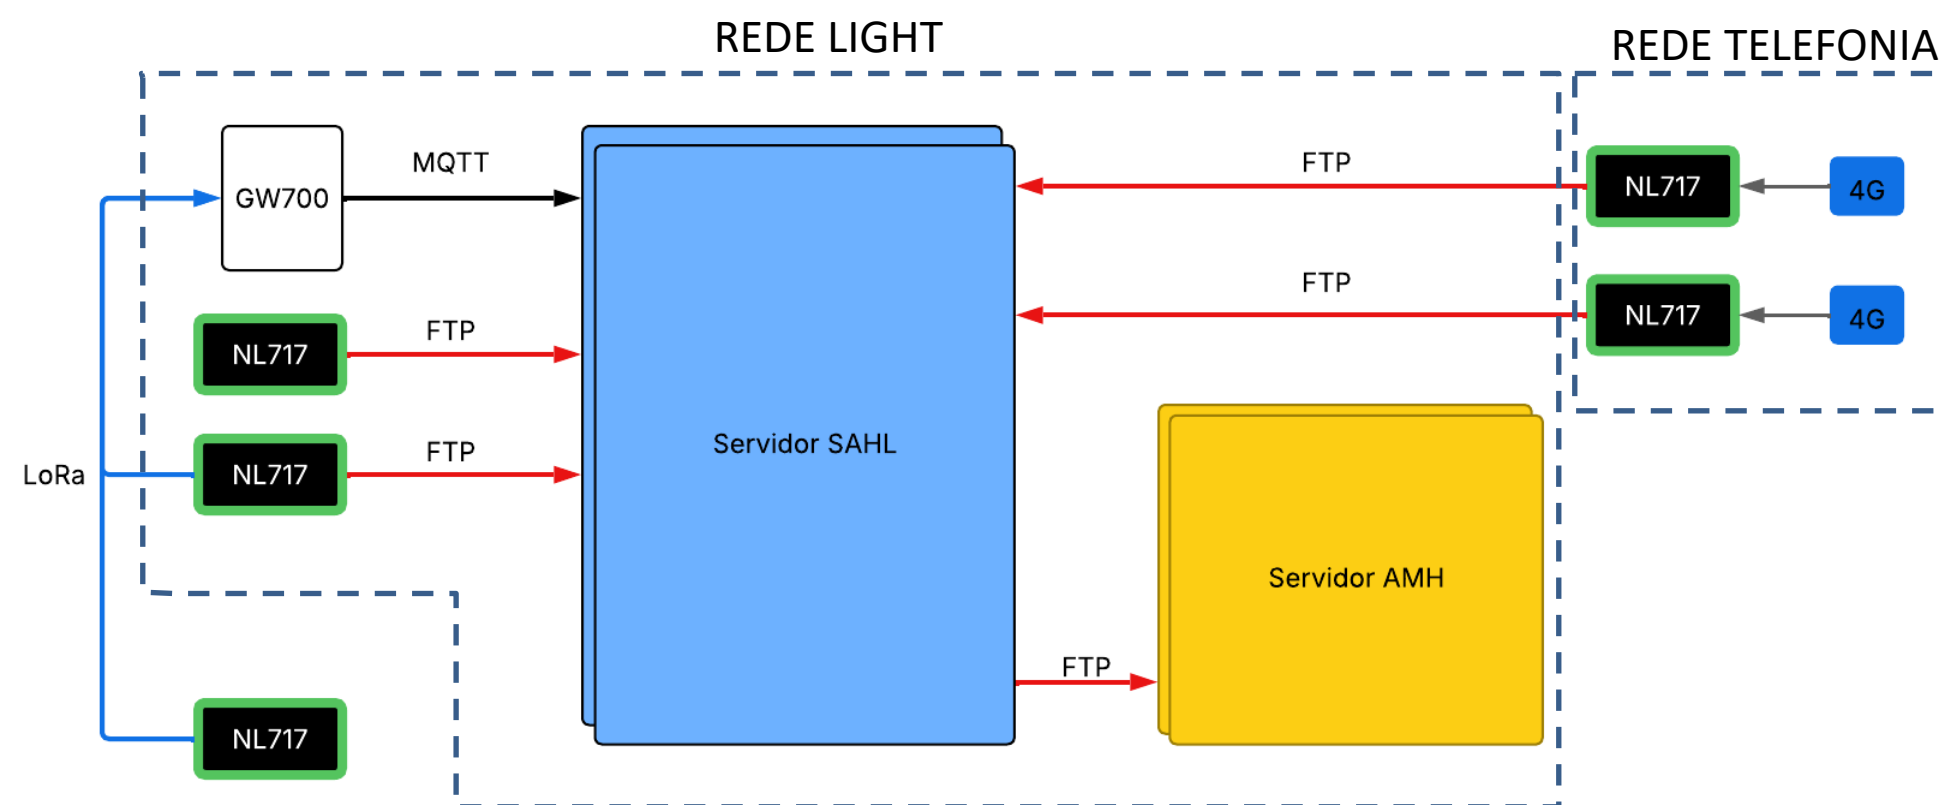 REDE LIGHT
REDE TELEFONIA
MQTT
GW700
FTP
NL717
4G
FTP
NL717
4G
FTP
NL717
FTP
NL717
LoRa
Servidor SAHL
Servidor AMH
FTP
NL717